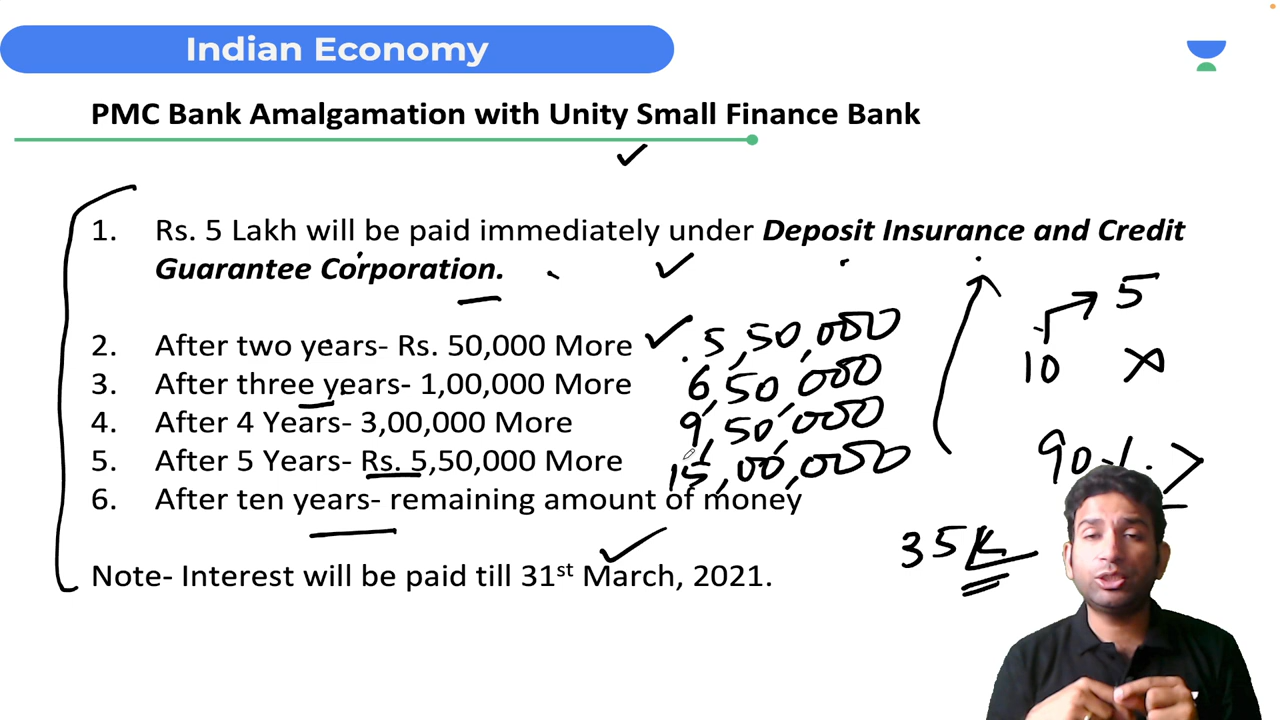 Indian Economy
PMC Bank Amalgamation with Unity Small Finance Bank
1. Rs. 5 Lakh will be paid immediately under Deposit Insurance and Credit
Guarantee Corporation.
2. After two years- Rs. 50,000 More 5,50,000
3. After three years- 1,00,000 More 6,50,000
4. After 4 Years- 3,00,000 More 9,50,000
5. After 5 Years- Rs. 5,50,000 More 15,00,000
6. After ten years- remaining amount of money
Note- Interest will be paid till 31st March, 2021.
5
10
90%
35K